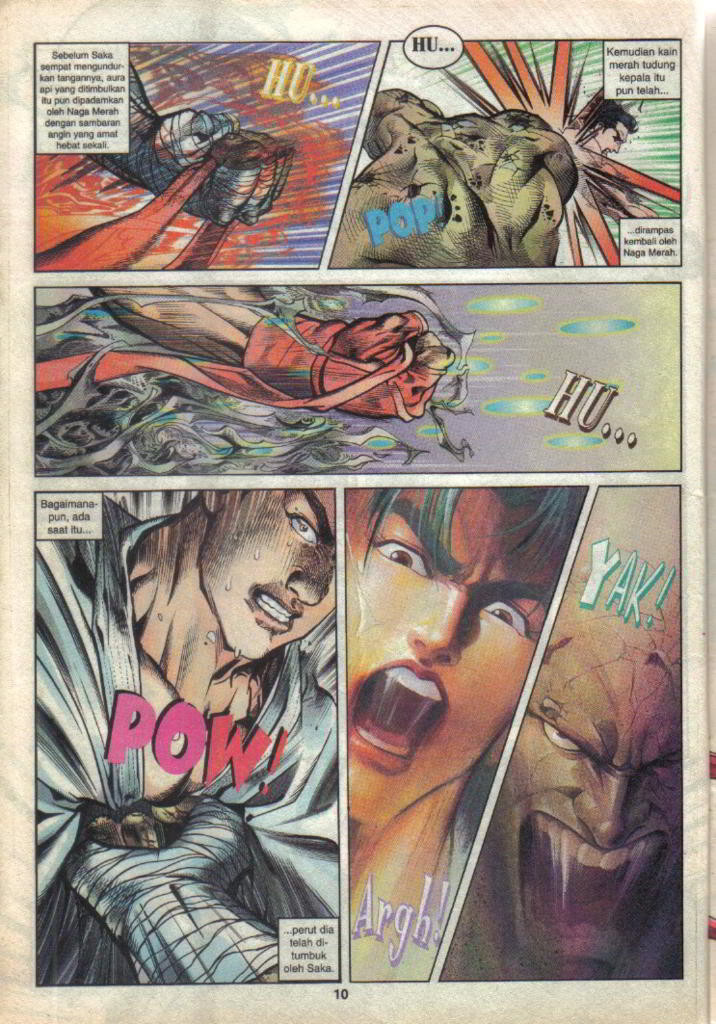 Sebelum Saka
sempat mengundur-
kan tangannya, aura
api yang ditimbulkan
itu pun dipadamkan
oleh Naga Merah
dengan sambaran
angin yang amat
hebat sekali.
HU...
HU...
Kemudian kain
merah tudung
kepala itu
pun telah...
POP!
...dirampas
kembali oleh
Naga Merah.
HU...
Bagaimana-
pun, ada
saat itu...
POW!
...perut dia
telah di-
tumbuk
oleh Saka.
Argh!
YAK!
10